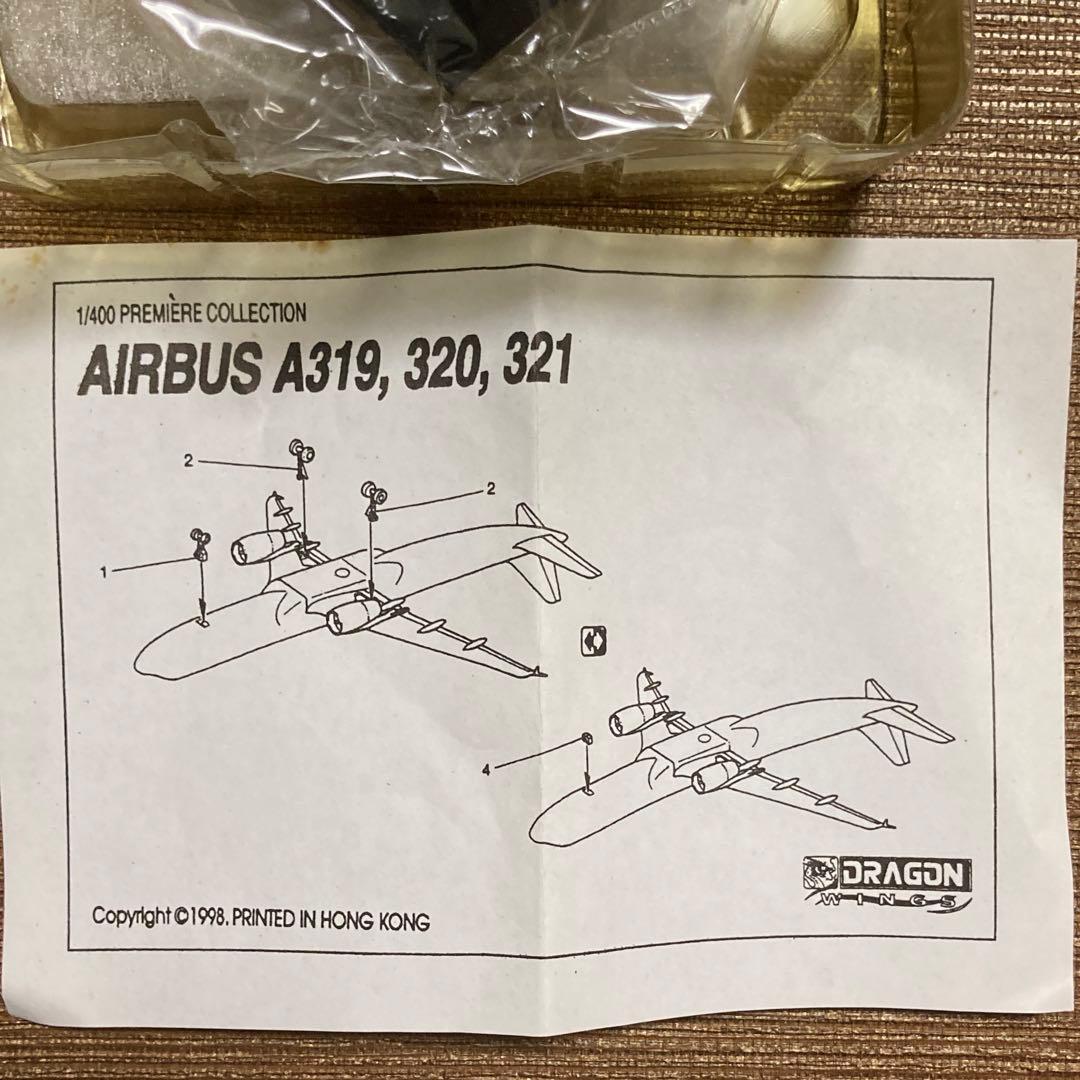 1/400 PREMIÈRE COLLECTION
AIRBUS A319, 320, 321
2
2
1
4
DRAGON
WINGS
Copyright ©1998. PRINTED IN HONG KONG